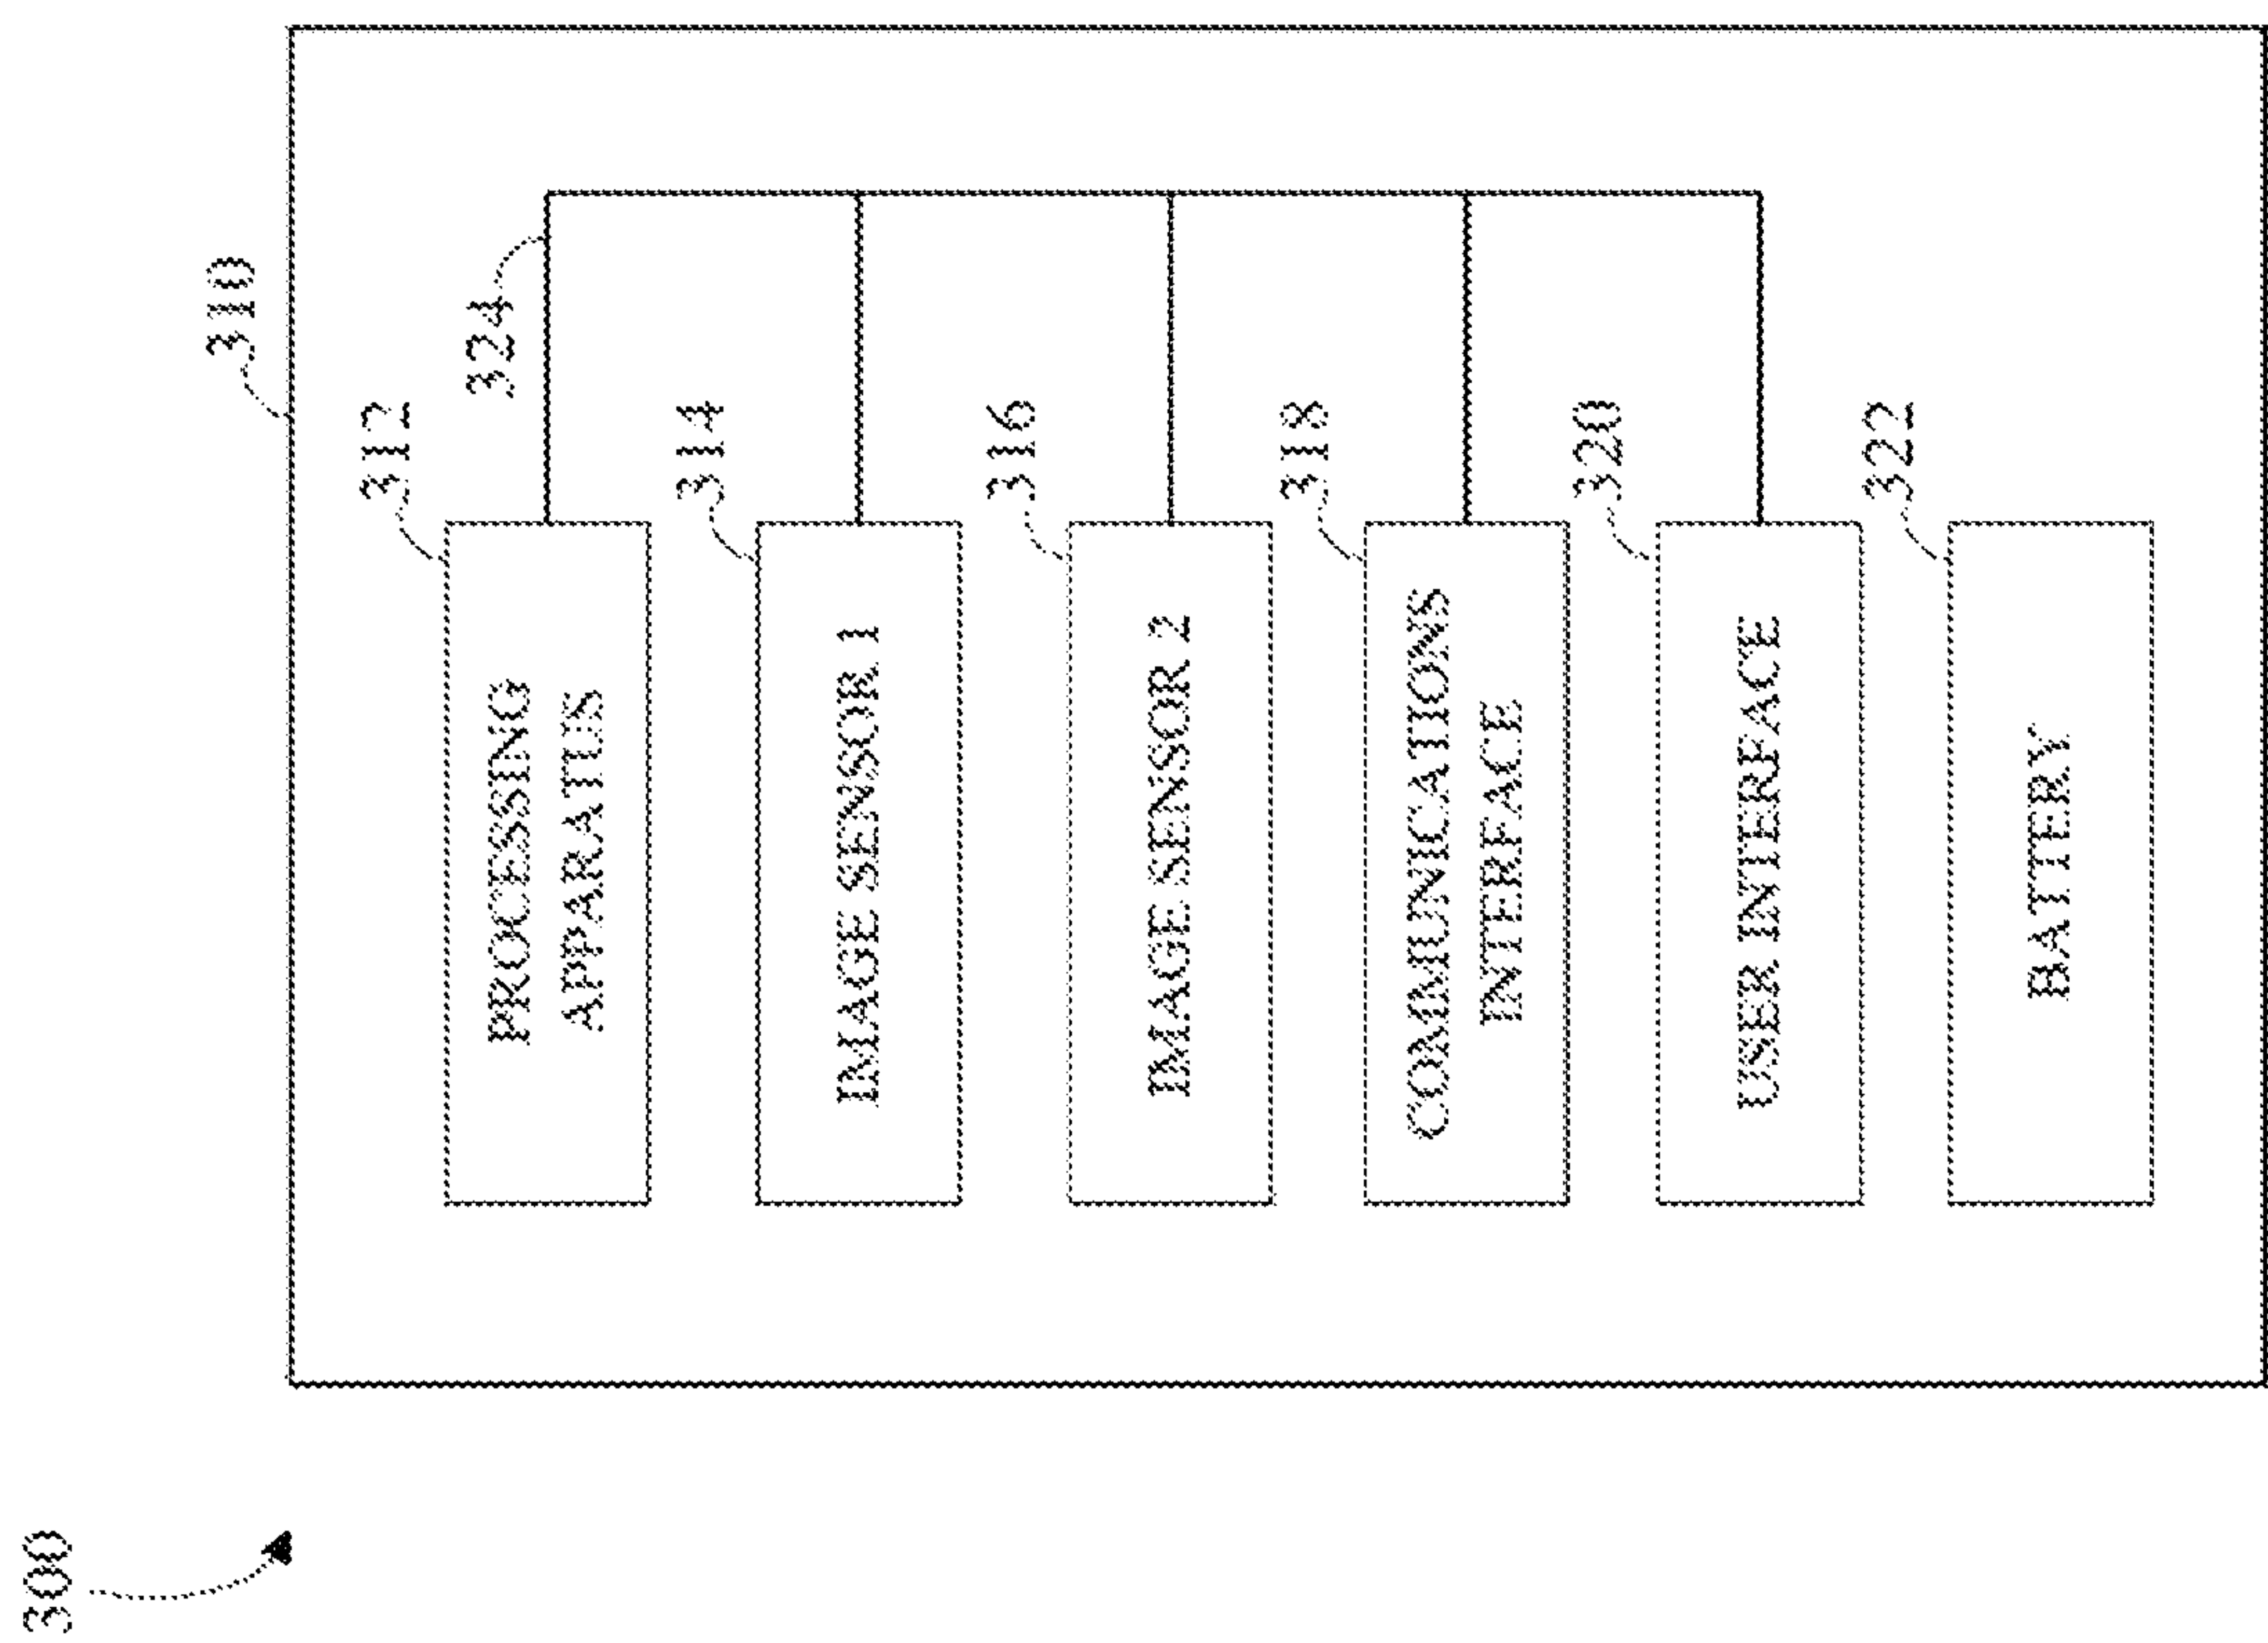 300
310
312
324
PROCESSING
APPARATUS
314
IMAGE SENSOR 1
316
IMAGE SENSOR 2
318
COMMUNICATIONS
INTERFACE
320
USER INTERFACE
322
BATTERY